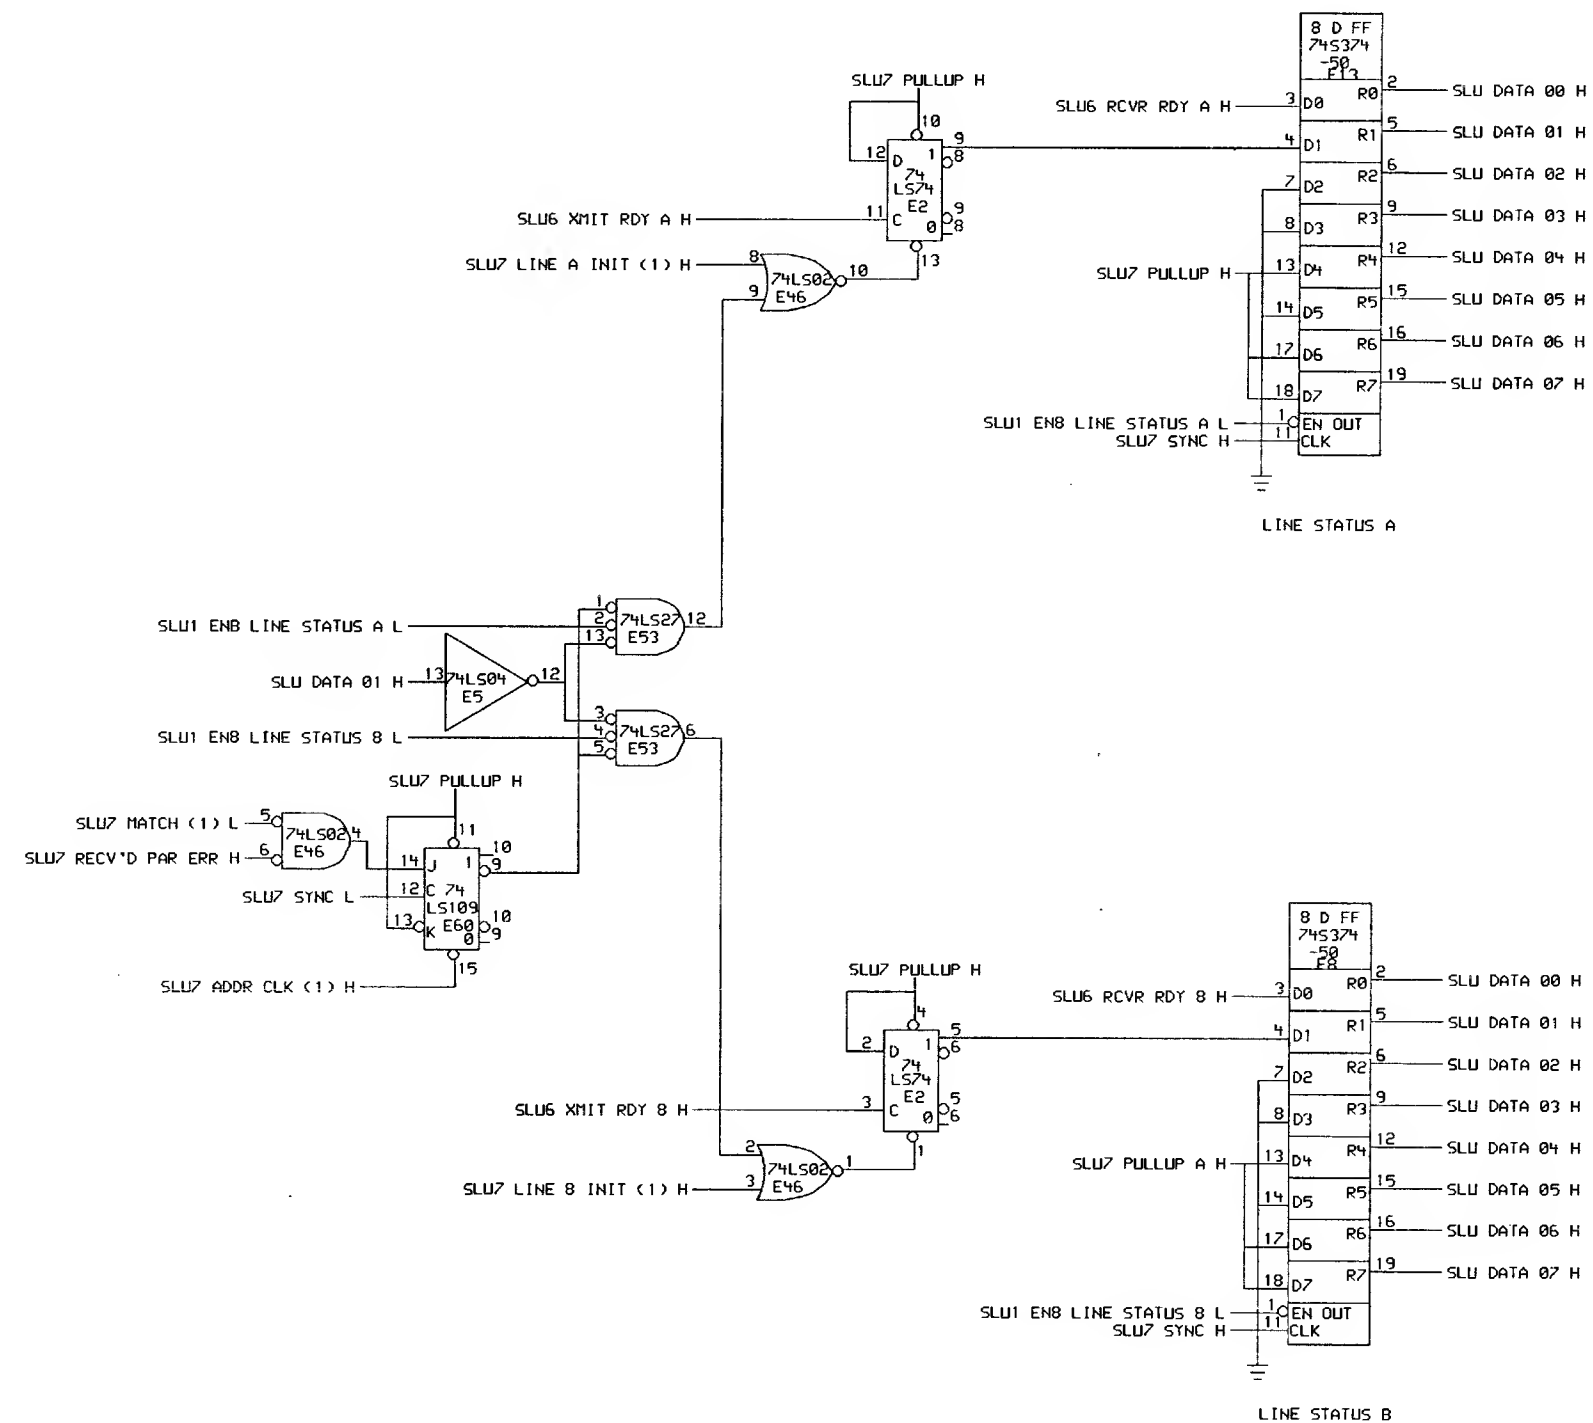 8 D FF
74S374
-50
E13
SLU7 PULLUP H
SLU6 RCVR RDY A H
3 D0 R0 2 SLU DATA 00 H
10
12 D 1 9
8
74
LS74
E2
4 D1 R1 5 SLU DATA 01 H
7 D2 R2 6 SLU DATA 02 H
SLU6 XMIT RDY A H 11 C 9
0 8
13
8 D3 R3 9 SLU DATA 03 H
SLU7 LINE A INIT (1) H 8
74LS02 10
E46
9
SLU7 PULLUP H 13 D4 R4 12 SLU DATA 04 H
14 D5 R5 15 SLU DATA 05 H
17 D6 R6 16 SLU DATA 06 H
18 D7 R7 19 SLU DATA 07 H
SLU1 EN8 LINE STATUS A L 1 EN OUT
SLU7 SYNC H 11 CLK
LINE STATUS A
1
SLU1 ENB LINE STATUS A L 2 74LS27 12
13 E53
SLU DATA 01 H 13 74LS04 12
E5
3
SLU1 EN8 LINE STATUS 8 L 4 74LS27 6
5 E53
SLU7 PULLUP H
SLU7 MATCH (1) L 5
74LS02 4
E46
SLU7 RECV'D PAR ERR H 6
11
14 J 1 10
9
SLU7 SYNC L 12 C 74
LS109
E60
13 K 10
0 9
15
SLU7 ADDR CLK (1) H
8 D FF
74S374
-50
E8
SLU7 PULLUP H
SLU6 RCVR RDY 8 H 3 D0 R0 2 SLU DATA 00 H
4
2 D 1 5
6
74
LS74
E2
4 D1 R1 5 SLU DATA 01 H
7 D2 R2 6 SLU DATA 02 H
SLU6 XMIT RDY 8 H 3 C 5
0 6
1
8 D3 R3 9 SLU DATA 03 H
2
74LS02 1
E46
SLU7 LINE 8 INIT (1) H 3
SLU7 PULLUP A H 13 D4 R4 12 SLU DATA 04 H
14 D5 R5 15 SLU DATA 05 H
17 D6 R6 16 SLU DATA 06 H
18 D7 R7 19 SLU DATA 07 H
SLU1 EN8 LINE STATUS 8 L 1 EN OUT
SLU7 SYNC H 11 CLK
LINE STATUS B